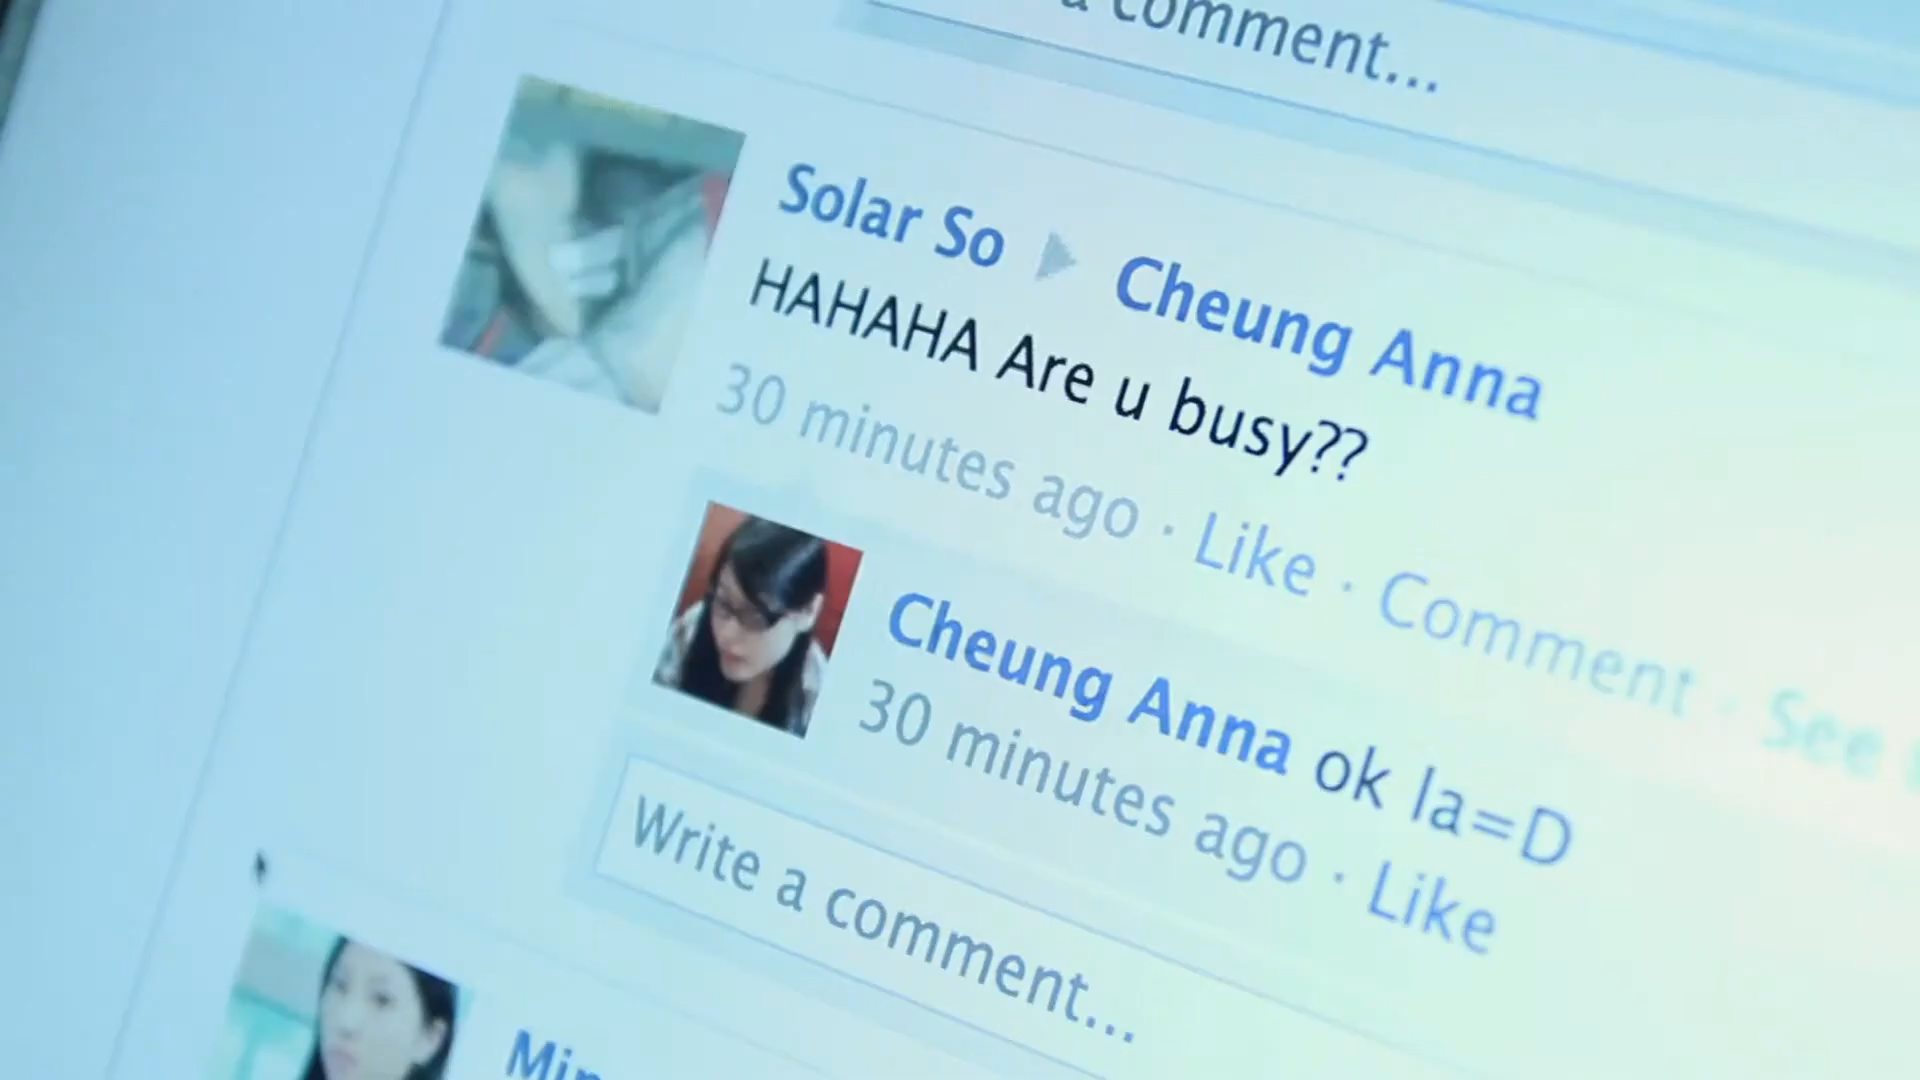 a comment...
Solar So ▶ Cheung Anna
HAHAHA Are u busy??
30 minutes ago · Like · Comment · See
Cheung Anna ok la=D
30 minutes ago · Like
Write a comment...